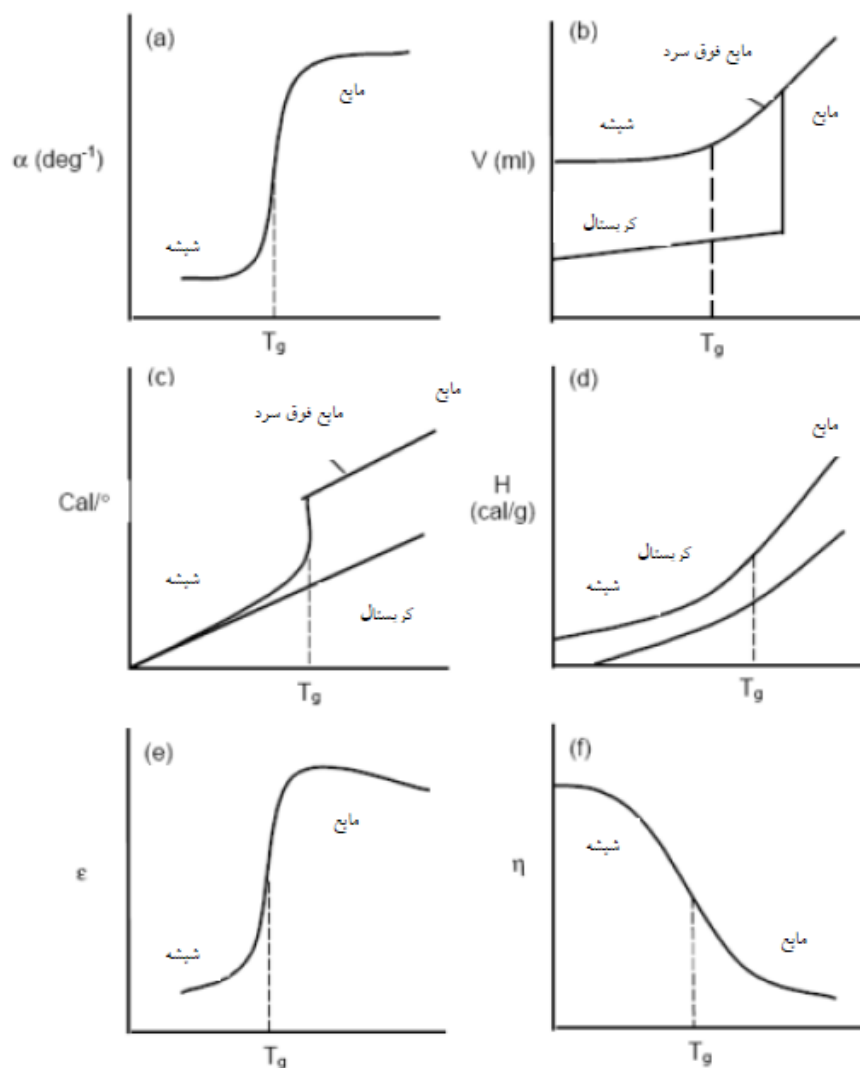 (a)
مایع
α (deg⁻¹)
شیشه
Tg
(b)
مایع فوق سرد
مایع
شیشه
V (ml)
کریستال
Tg
(c)
مایع
مایع فوق سرد
Cal/°
شیشه
کریستال
Tg
(d)
مایع
H
(cal/g)
کریستال
شیشه
Tg
(e)
مایع
ε
شیشه
Tg
(f)
شیشه
η
مایع
Tg